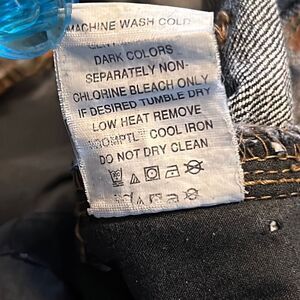 MACHINE WASH COLD
DARK COLORS
SEPARATELY NON-
CHLORINE BLEACH ONLY
IF DESIRED TUMBLE DRY
LOW HEAT REMOVE
COOL IRON
DO NOT DRY CLEAN